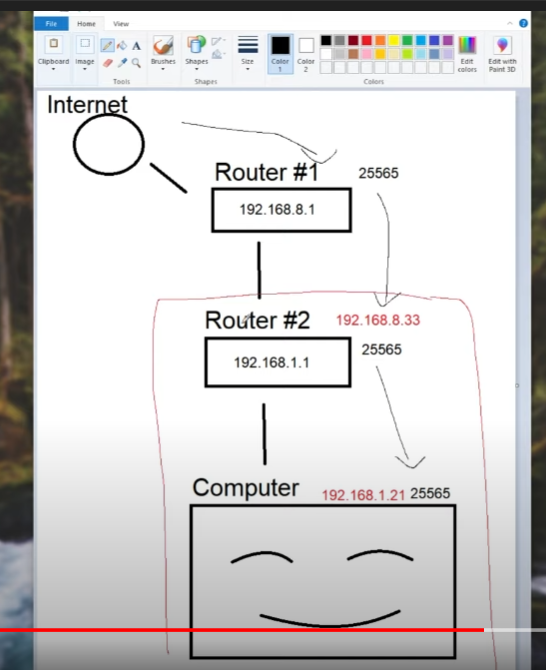 File Home View
Clipboard Image Tools Brushes Shapes Shapes Size Color 1 Color 2 Colors Edit colors Edit with Paint 3D
A
Internet
Router #1 25565
192.168.8.1
Router #2 192.168.8.33
192.168.1.1 25565
Computer 192.168.1.21 25565